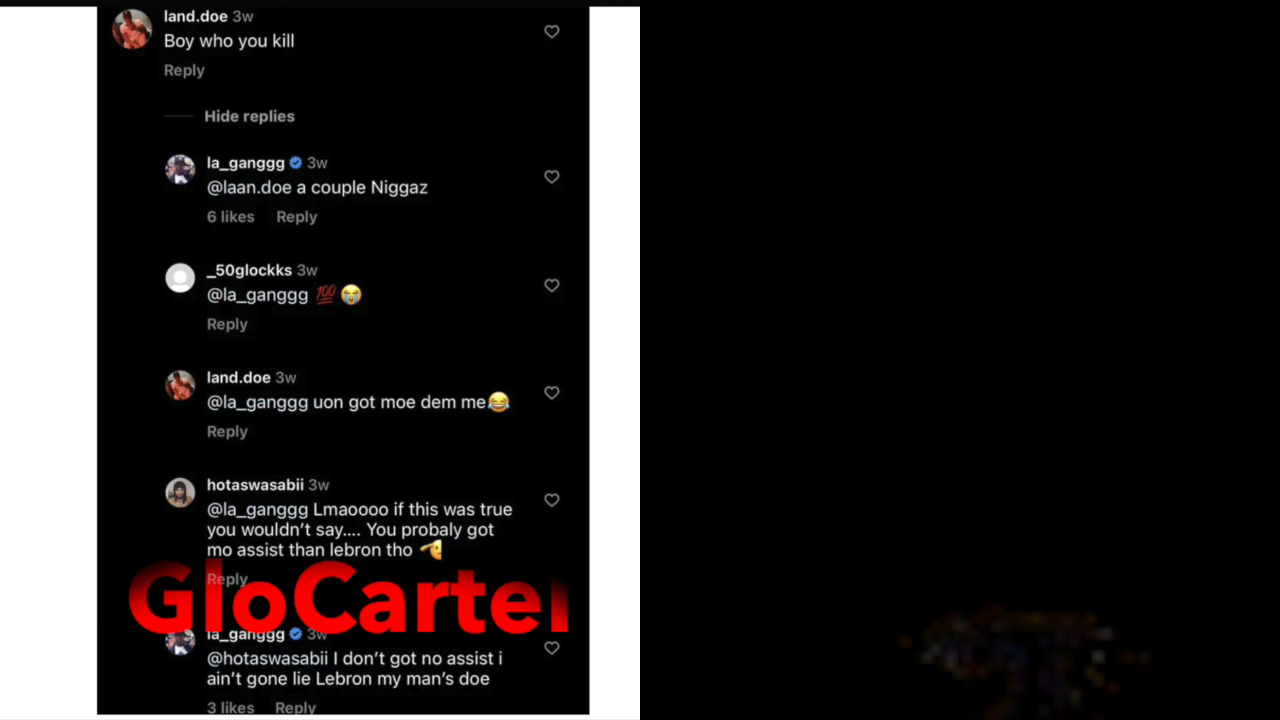 land.doe 3w
Boy who you kill
Reply
Hide replies
la_ganggg 3w
@laan.doe a couple Niggaz
6 likes Reply
_50glockks 3w
@la_ganggg 💯😭
Reply
land.doe 3w
@la_ganggg uon got moe dem me😂
Reply
hotaswasabii 3w
@la_ganggg Lmaoooo if this was true
you wouldn’t say.... You probaly got
mo assist than lebron tho 🫡
Reply
GloCartel
la_ganggg 3w
@hotaswasabii I don’t got no assist i
ain’t gone lie Lebron my man’s doe
3 likes Reply